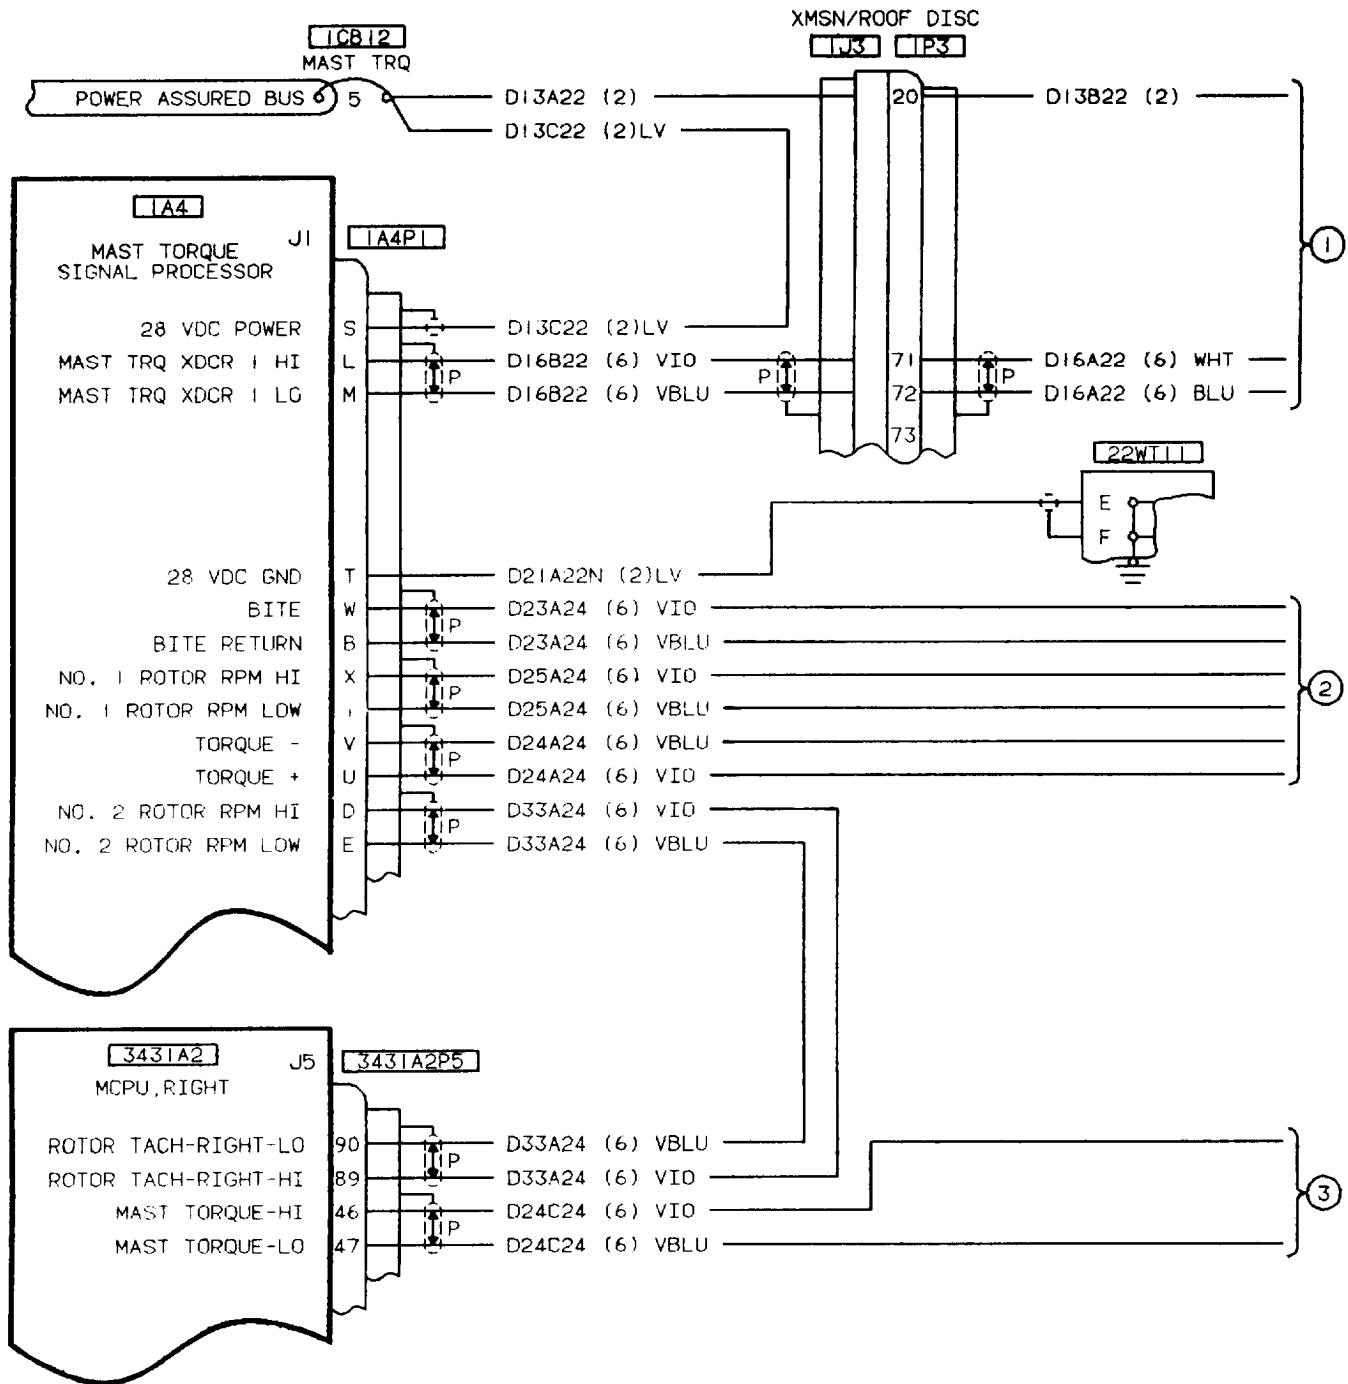 XMSN/ROOF DISC
1CB12 1J3 1P3
MAST TRQ
POWER ASSURED BUS 5 D13A22 (2) 20 D13B22 (2)
D13C22 (2)LV
1A4
J1 1A4P1 1
MAST TORQUE
SIGNAL PROCESSOR
28 VDC POWER S D13C22 (2)LV
MAST TRQ XDCR 1 HI L D16B22 (6) VIO 71 D16A22 (6) WHT
P P P
MAST TRQ XDCR 1 LO M D16B22 (6) VBLU 72 D16A22 (6) BLU
73
22WT11
E
F
28 VDC GND T D21A22N (2)LV
BITE W D23A24 (6) VIO
P
BITE RETURN B D23A24 (6) VBLU
NO. 1 ROTOR RPM HI X D25A24 (6) VIO
P 2
NO. 1 ROTOR RPM LOW D25A24 (6) VBLU
TORQUE - V D24A24 (6) VBLU
P
TORQUE + U D24A24 (6) VIO
NO. 2 ROTOR RPM HI D D33A24 (6) VIO
P
NO. 2 ROTOR RPM LOW E D33A24 (6) VBLU
3431A2 J5 3431A2P5
MCPU,RIGHT
ROTOR TACH-RIGHT-LO 90 D33A24 (6) VBLU
P
ROTOR TACH-RIGHT-HI 89 D33A24 (6) VIO
3
MAST TORQUE-HI 46 D24C24 (6) VIO
P
MAST TORQUE-LO 47 D24C24 (6) VBLU